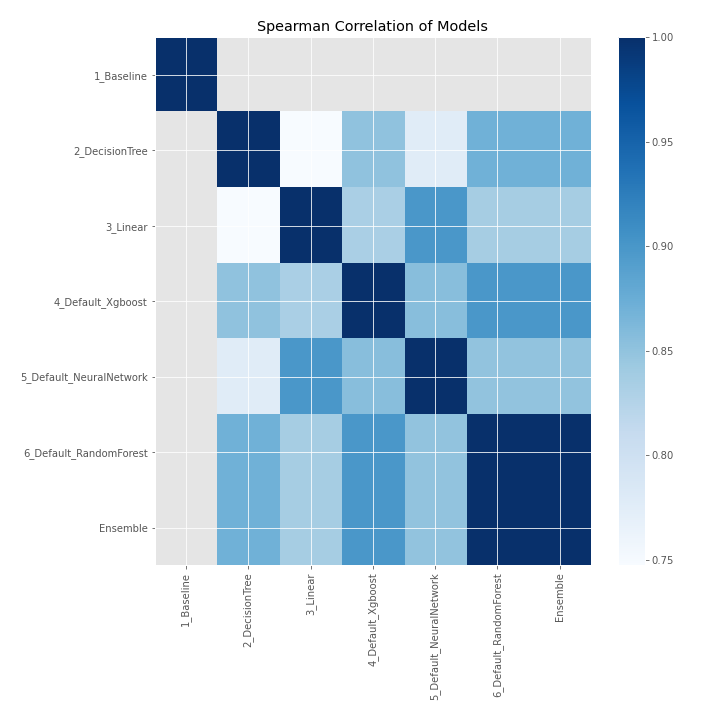 Spearman Correlation of Models
1_Baseline
2_DecisionTree
3_Linear
4_Default_Xgboost
5_Default_NeuralNetwork
6_Default_RandomForest
Ensemble
1_Baseline
2_DecisionTree
3_Linear
4_Default_Xgboost
5_Default_NeuralNetwork
6_Default_RandomForest
Ensemble
1.00
0.95
0.90
0.85
0.80
0.75